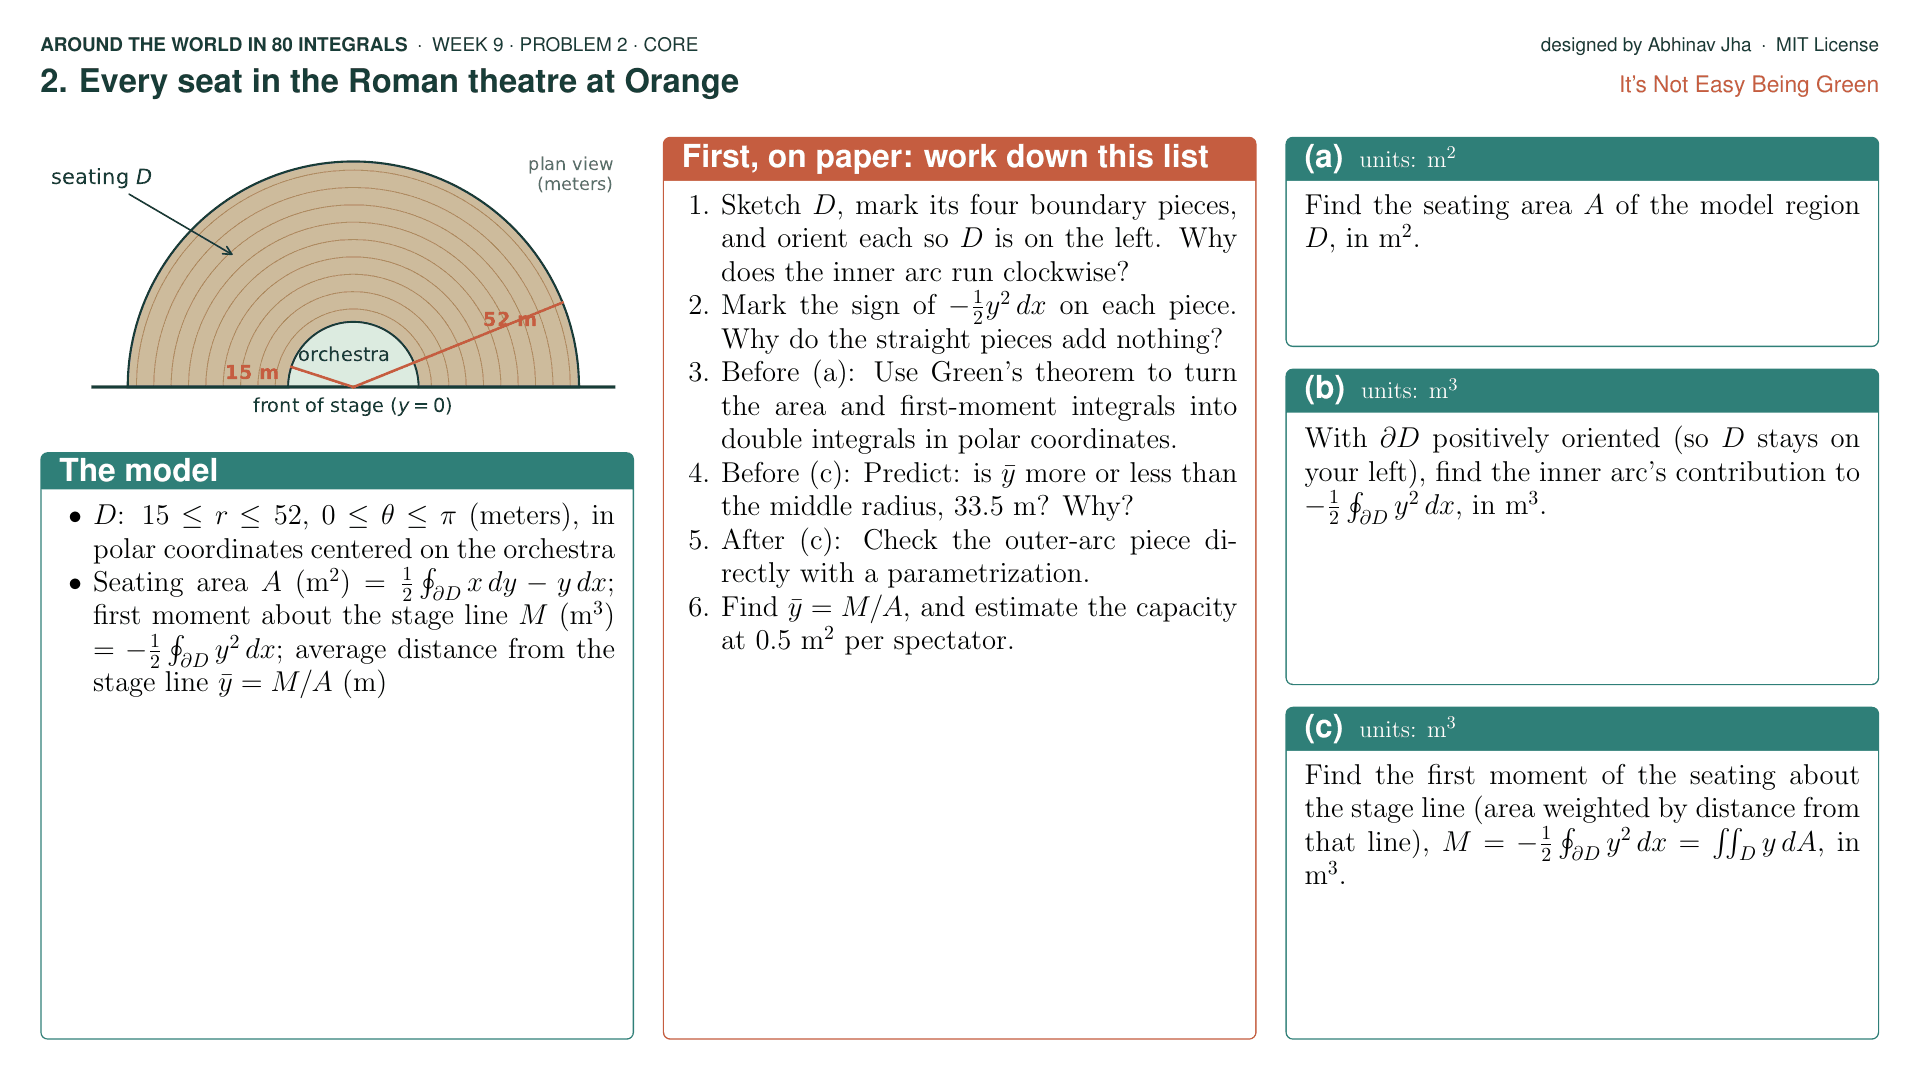 AROUND THE WORLD IN 80 INTEGRALS · WEEK 9 · PROBLEM 2 · CORE
designed by Abhinav Jha · MIT License
2. Every seat in the Roman theatre at Orange
It's Not Easy Being Green
plan view
(meters)
seating D
52 m
orchestra
15 m
front of stage (y = 0)
The model
• D: 15 ≤ r ≤ 52, 0 ≤ θ ≤ π (meters), in
polar coordinates centered on the orchestra
• Seating area A (m²) = ½ ∮_{∂D} x dy − y dx;
first moment about the stage line M (m³)
= −½ ∮_{∂D} y² dx; average distance from the
stage line ȳ = M/A (m)
First, on paper: work down this list
1. Sketch D, mark its four boundary pieces,
and orient each so D is on the left. Why
does the inner arc run clockwise?
2. Mark the sign of −½y² dx on each piece.
Why do the straight pieces add nothing?
3. Before (a): Use Green's theorem to turn
the area and first-moment integrals into
double integrals in polar coordinates.
4. Before (c): Predict: is ȳ more or less than
the middle radius, 33.5 m? Why?
5. After (c): Check the outer-arc piece di-
rectly with a parametrization.
6. Find ȳ = M/A, and estimate the capacity
at 0.5 m² per spectator.
(a) units: m²
Find the seating area A of the model region
D, in m².
(b) units: m³
With ∂D positively oriented (so D stays on
your left), find the inner arc's contribution to
−½ ∮_{∂D} y² dx, in m³.
(c) units: m³
Find the first moment of the seating about
the stage line (area weighted by distance from
that line), M = −½ ∮_{∂D} y² dx = ∬_D y dA, in
m³.